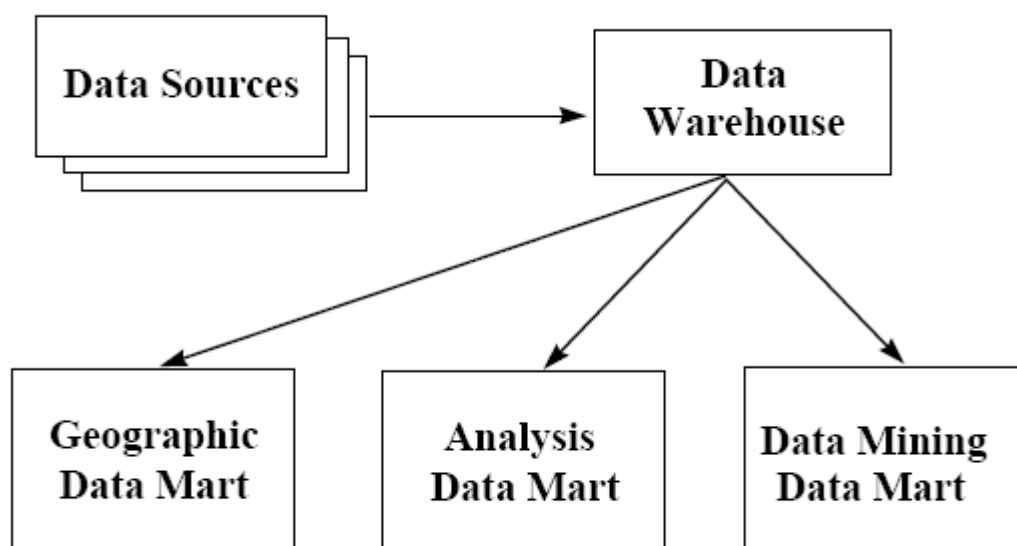 Data Sources
Data
Warehouse
Geographic
Data Mart
Analysis
Data Mart
Data Mining
Data Mart